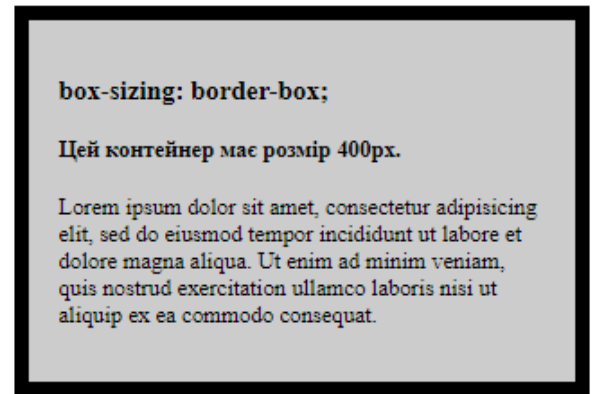 box-sizing: border-box;
Цей контейнер має розмір 400px.
Lorem ipsum dolor sit amet, consectetur adipisicing
elit, sed do eiusmod tempor incididunt ut labore et
dolore magna aliqua. Ut enim ad minim veniam,
quis nostrud exercitation ullamco laboris nisi ut
aliquip ex ea commodo consequat.